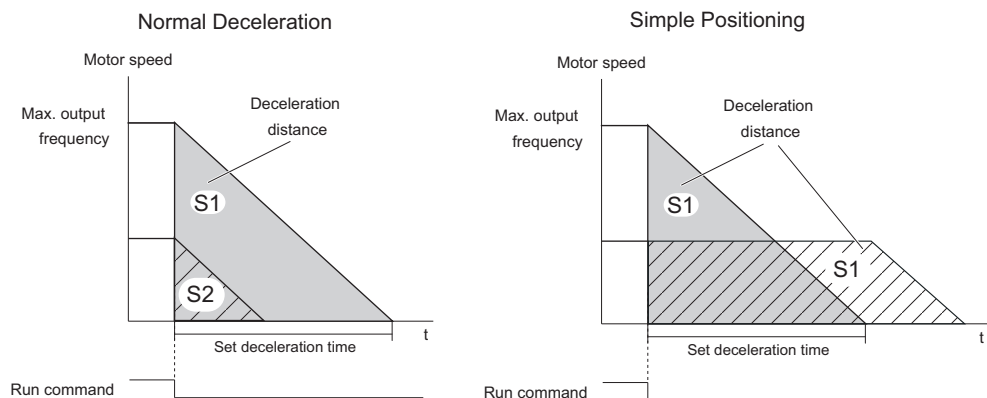 Normal Deceleration
Motor speed
Max. output
frequency
Deceleration
distance
S1
S2
t
Set deceleration time
Run command
Simple Positioning
Motor speed
Max. output
frequency
Deceleration
distance
S1
S1
t
Set deceleration time
Run command